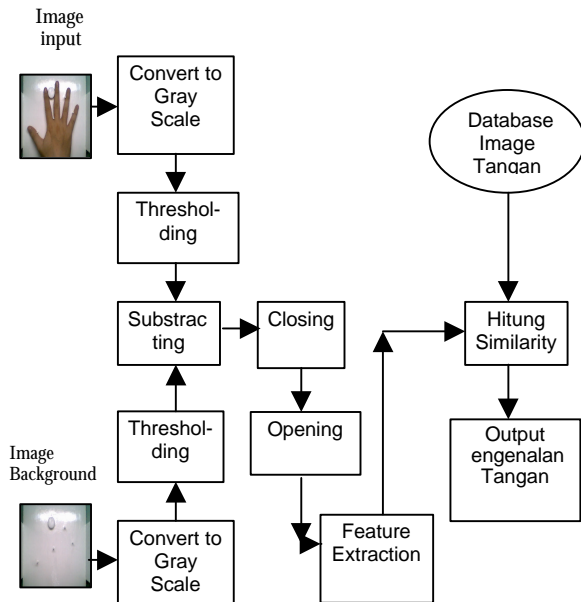 Image
input
Convert to
Gray
Scale
Threshol-
ding
Substrac
ting
Closing
Opening
Threshol-
ding
Image
Background
Convert to
Gray
Scale
Feature
Extraction
Database
Image
Tangan
Hitung
Similarity
Output
engenalan
Tangan